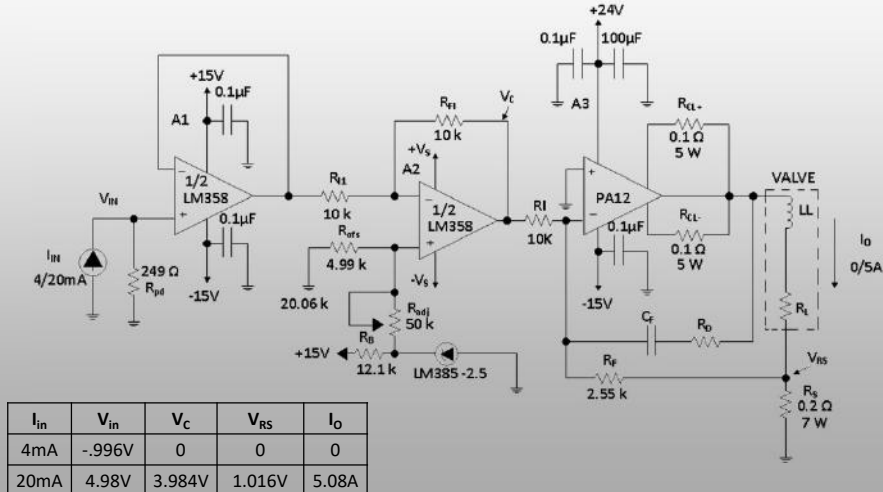 +24V
0.1µF
100µF
A3
+15V
0.1µF
A1
1/2
LM358
0.1µF
-15V
V_IN
I_IN
4/20mA
249 Ω
R_pd
R_I1
10 k
R_FI
10 k
V_C
+V_S
A2
1/2
LM358
-V_S
R_ofs
4.99 k
20.06 k
R_adj
50 k
R_B
+15V
12.1 k
LM385 -2.5
RI
10K
PA12
0.1µF
-15V
R_CL+
0.1 Ω
5 W
R_CL-
0.1 Ω
5 W
VALVE
LL
I_O
0/5A
R_L
C_F
R_D
R_F
2.55 k
V_RS
R_S
0.2 Ω
7 W
I_in V_in V_C V_RS I_O
4mA -.996V 0 0 0
20mA 4.98V 3.984V 1.016V 5.08A